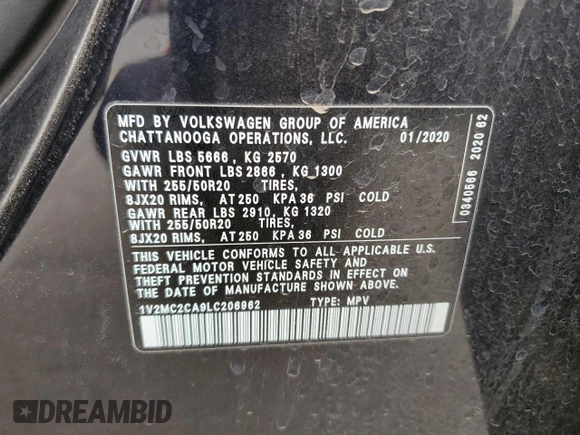 MFD BY VOLKSWAGEN GROUP OF AMERICA
CHATTANOOGA OPERATIONS, LLC. 01/2020
GVWR LBS 5666 , KG 2570
GAWR FRONT LBS 2866 , KG 1300
WITH 255/50R20 TIRES,
8JX20 RIMS, AT 250 KPA 36 PSI COLD
GAWR REAR LBS 2910, KG 1320
WITH 255/50R20 TIRES,
8JX20 RIMS, AT 250 KPA 36 PSI COLD
THIS VEHICLE CONFORMS TO ALL APPLICABLE U.S.
FEDERAL MOTOR VEHICLE SAFETY AND
THEFT PREVENTION STANDARDS IN EFFECT ON
THE DATE OF MANUFACTURE SHOWN ABOVE.
1V2MC2CA9LC206962 TYPE: MPV
0340566 2020 62
DREAMBID